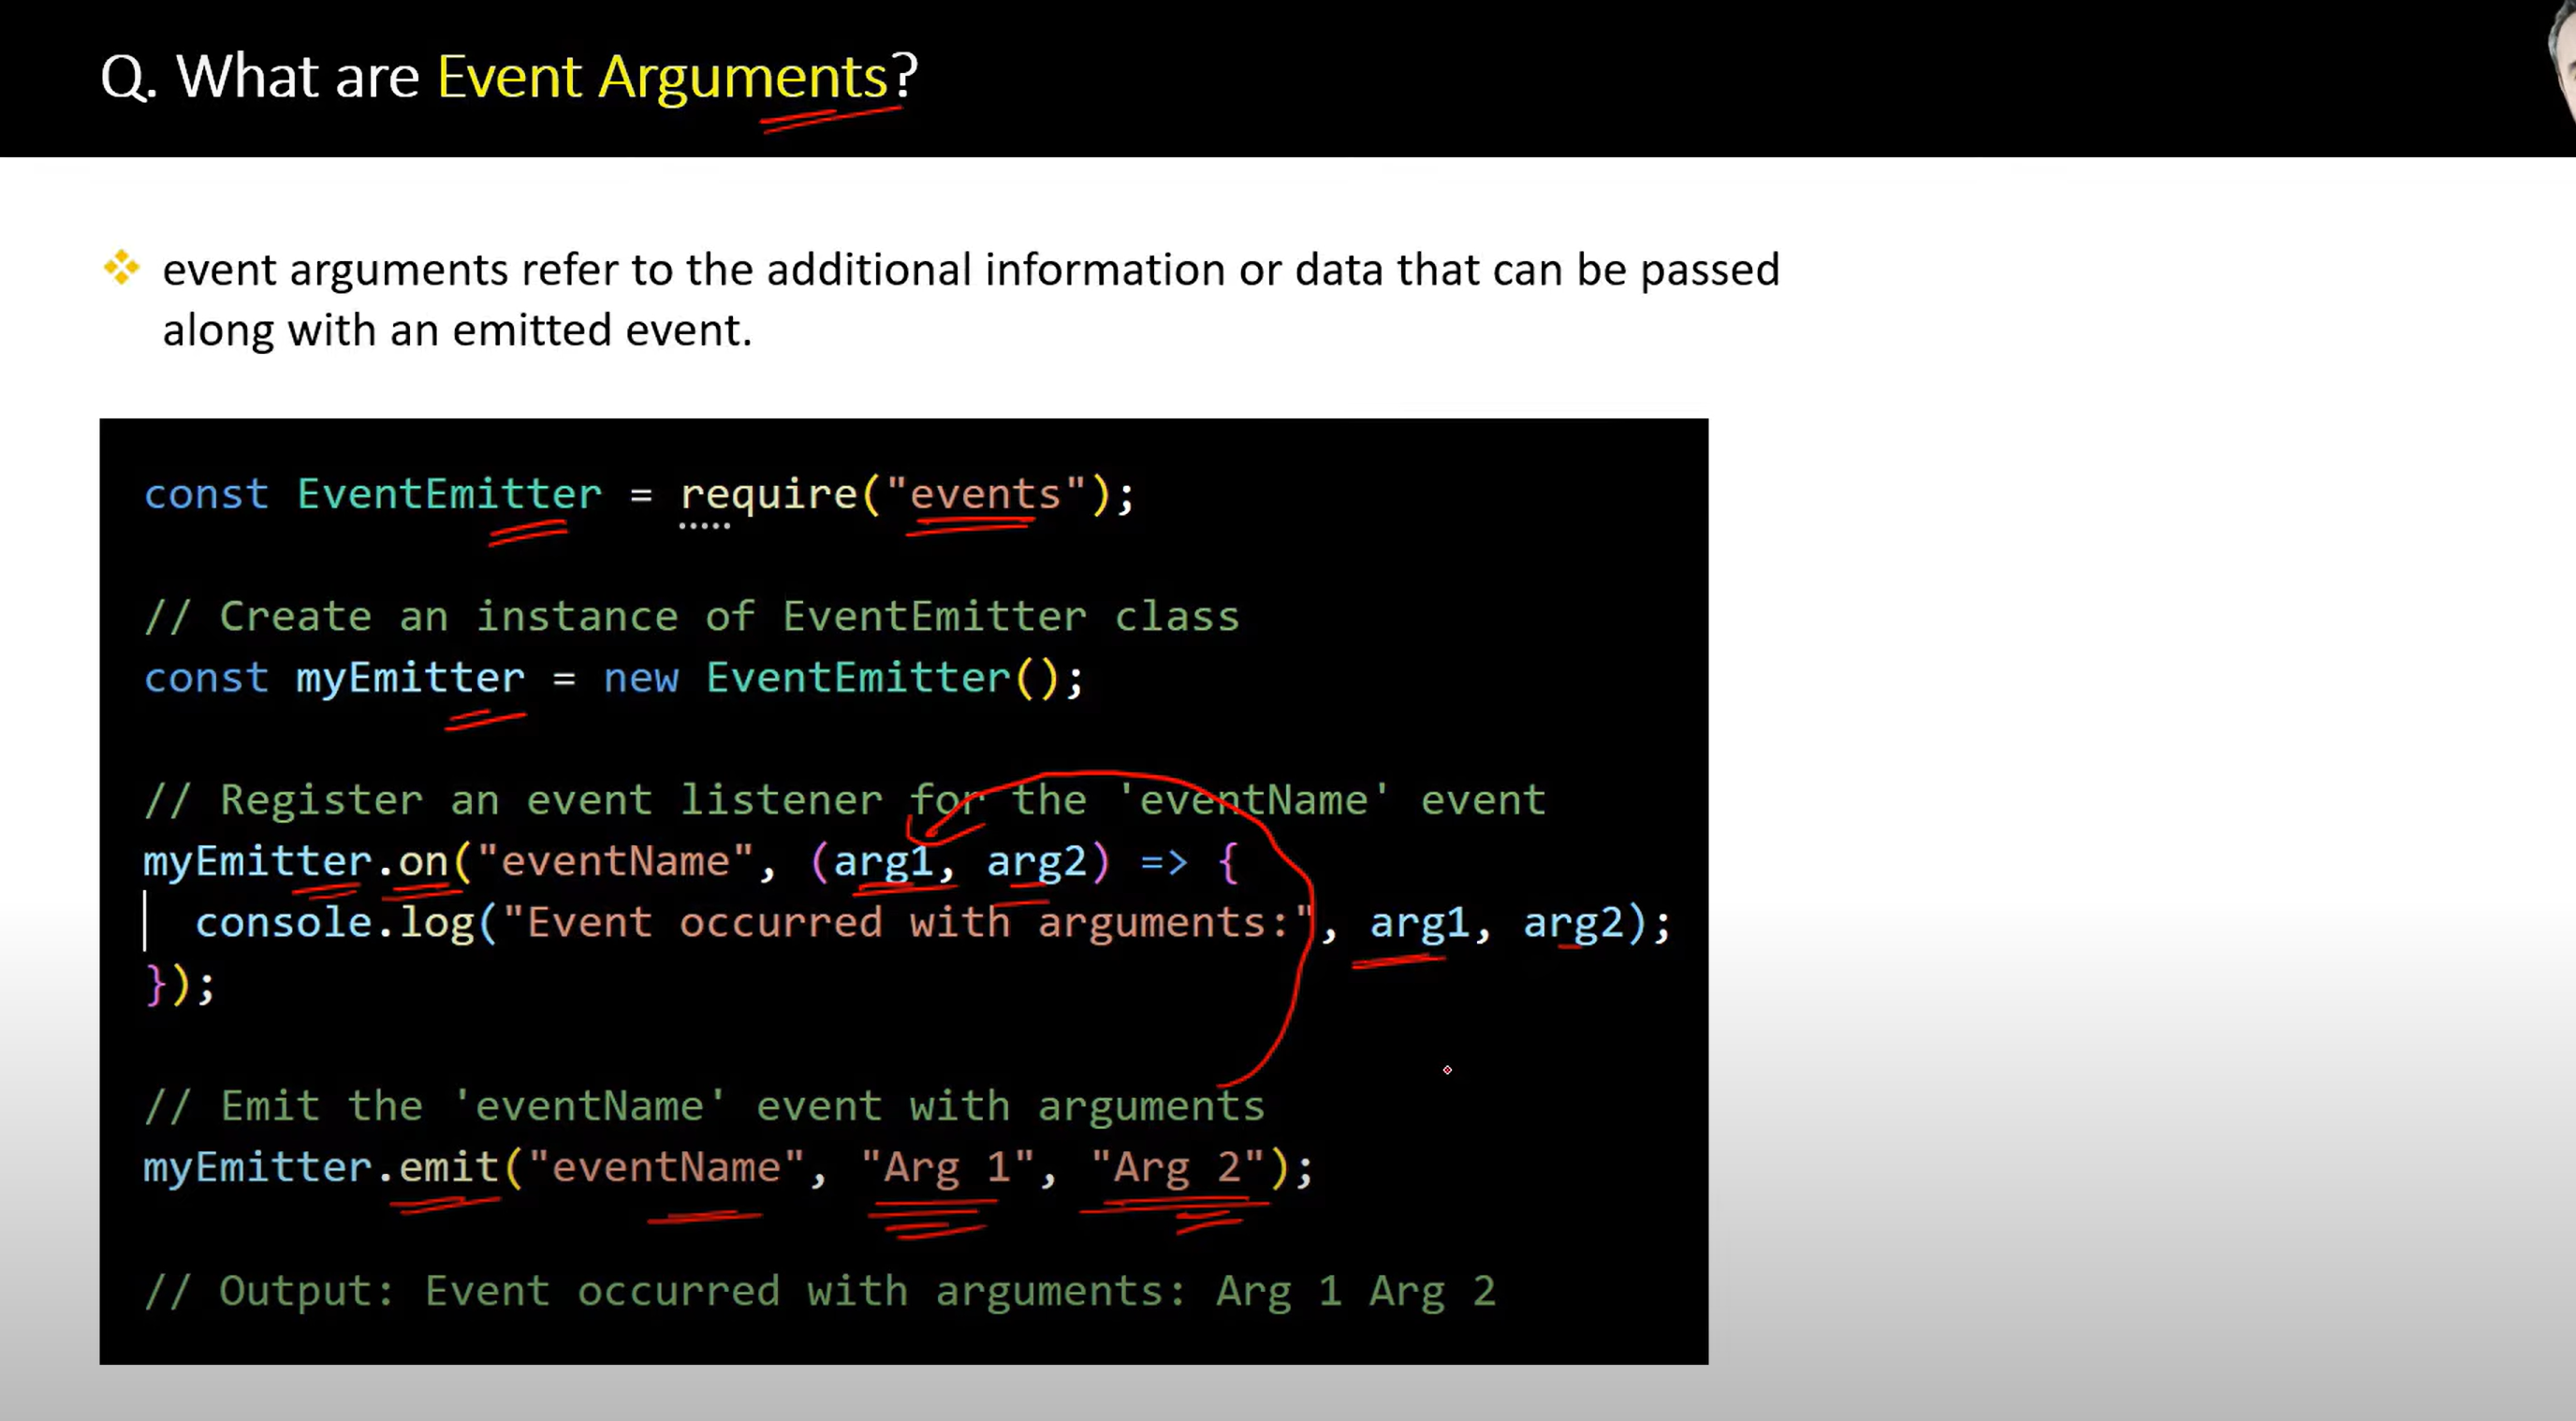 Q. What are Event Arguments?
event arguments refer to the additional information or data that can be passed
along with an emitted event.
const EventEmitter = require("events");
// Create an instance of EventEmitter class
const myEmitter = new EventEmitter();
// Register an event listener for the 'eventName' event
myEmitter.on("eventName", (arg1, arg2) => {
  console.log("Event occurred with arguments:", arg1, arg2);
});
// Emit the 'eventName' event with arguments
myEmitter.emit("eventName", "Arg 1", "Arg 2");
// Output: Event occurred with arguments: Arg 1 Arg 2